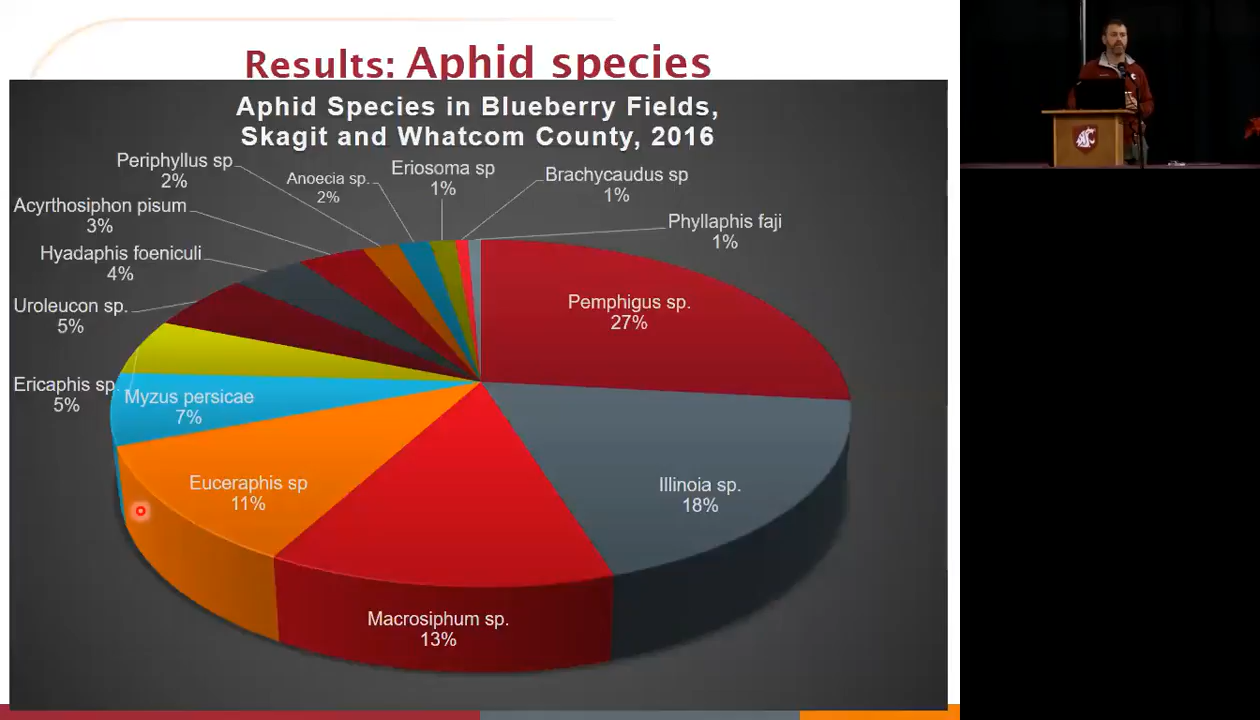 Results: Aphid species
Aphid Species in Blueberry Fields,
Skagit and Whatcom County, 2016
Periphyllus sp
2%
Anoecia sp.
2%
Eriosoma sp
1%
Brachycaudus sp
1%
Acyrthosiphon pisum
3%
Phyllaphis faji
1%
Hyadaphis foeniculi
4%
Uroleucon sp.
5%
Pemphigus sp.
27%
Ericaphis sp.
5%
Myzus persicae
7%
Euceraphis sp
11%
Illinoia sp.
18%
Macrosiphum sp.
13%